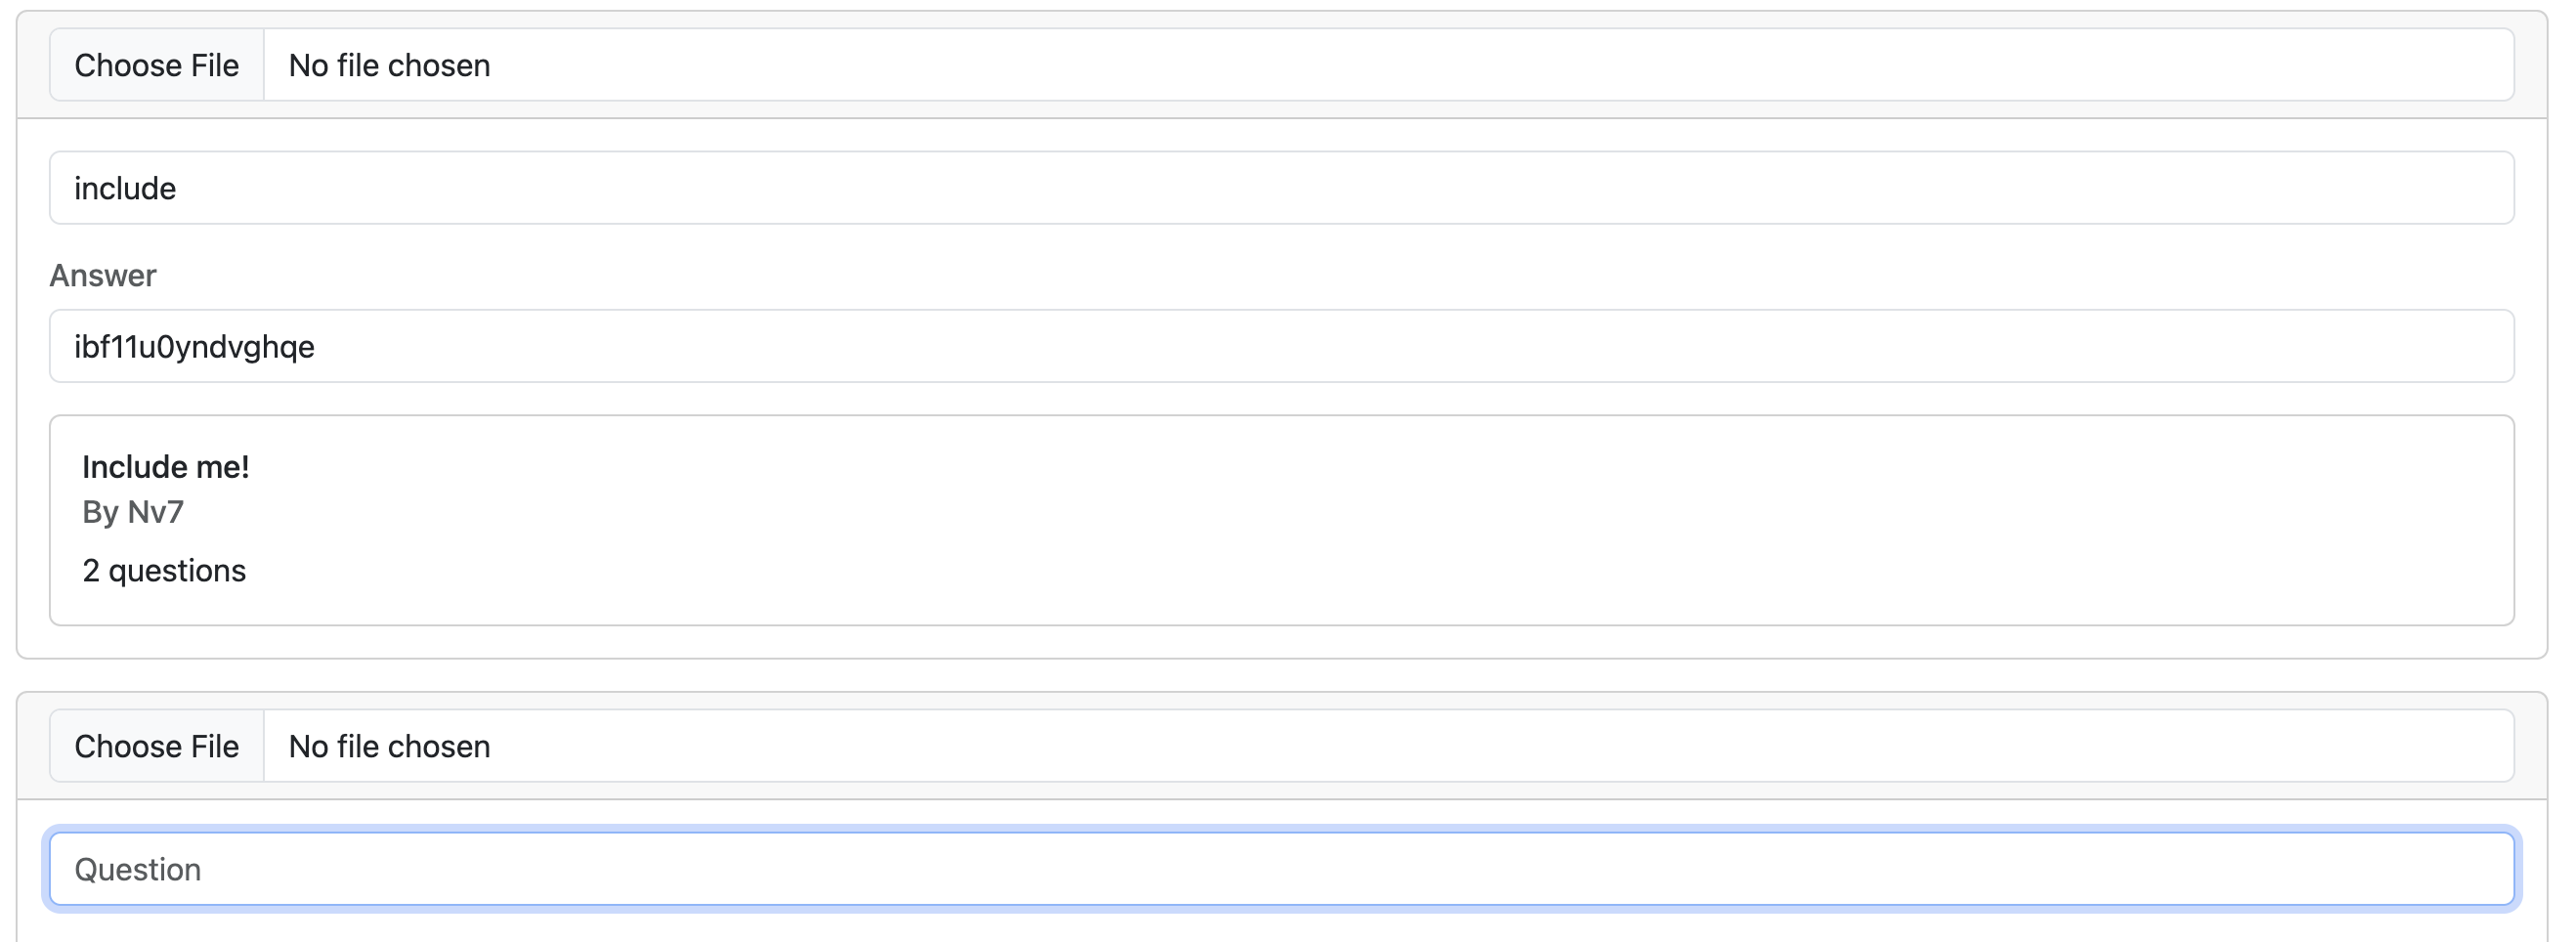 Choose File No file chosen
include
Answer
ibf11u0yndvghqe
Include me!
By Nv7
2 questions
Choose File No file chosen
Question